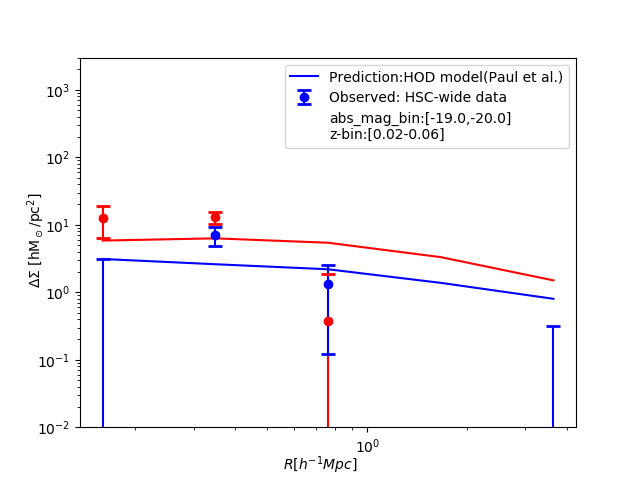 Prediction:HOD model(Paul et al.)
Observed: HSC-wide data
abs_mag_bin:[-19.0,-20.0]
z-bin:[0.02-0.06]
10³
10²
10¹
10⁰
10⁻¹
10⁻²
ΔΣ [hM⊙/pc²]
10⁰
R[h⁻¹Mpc]